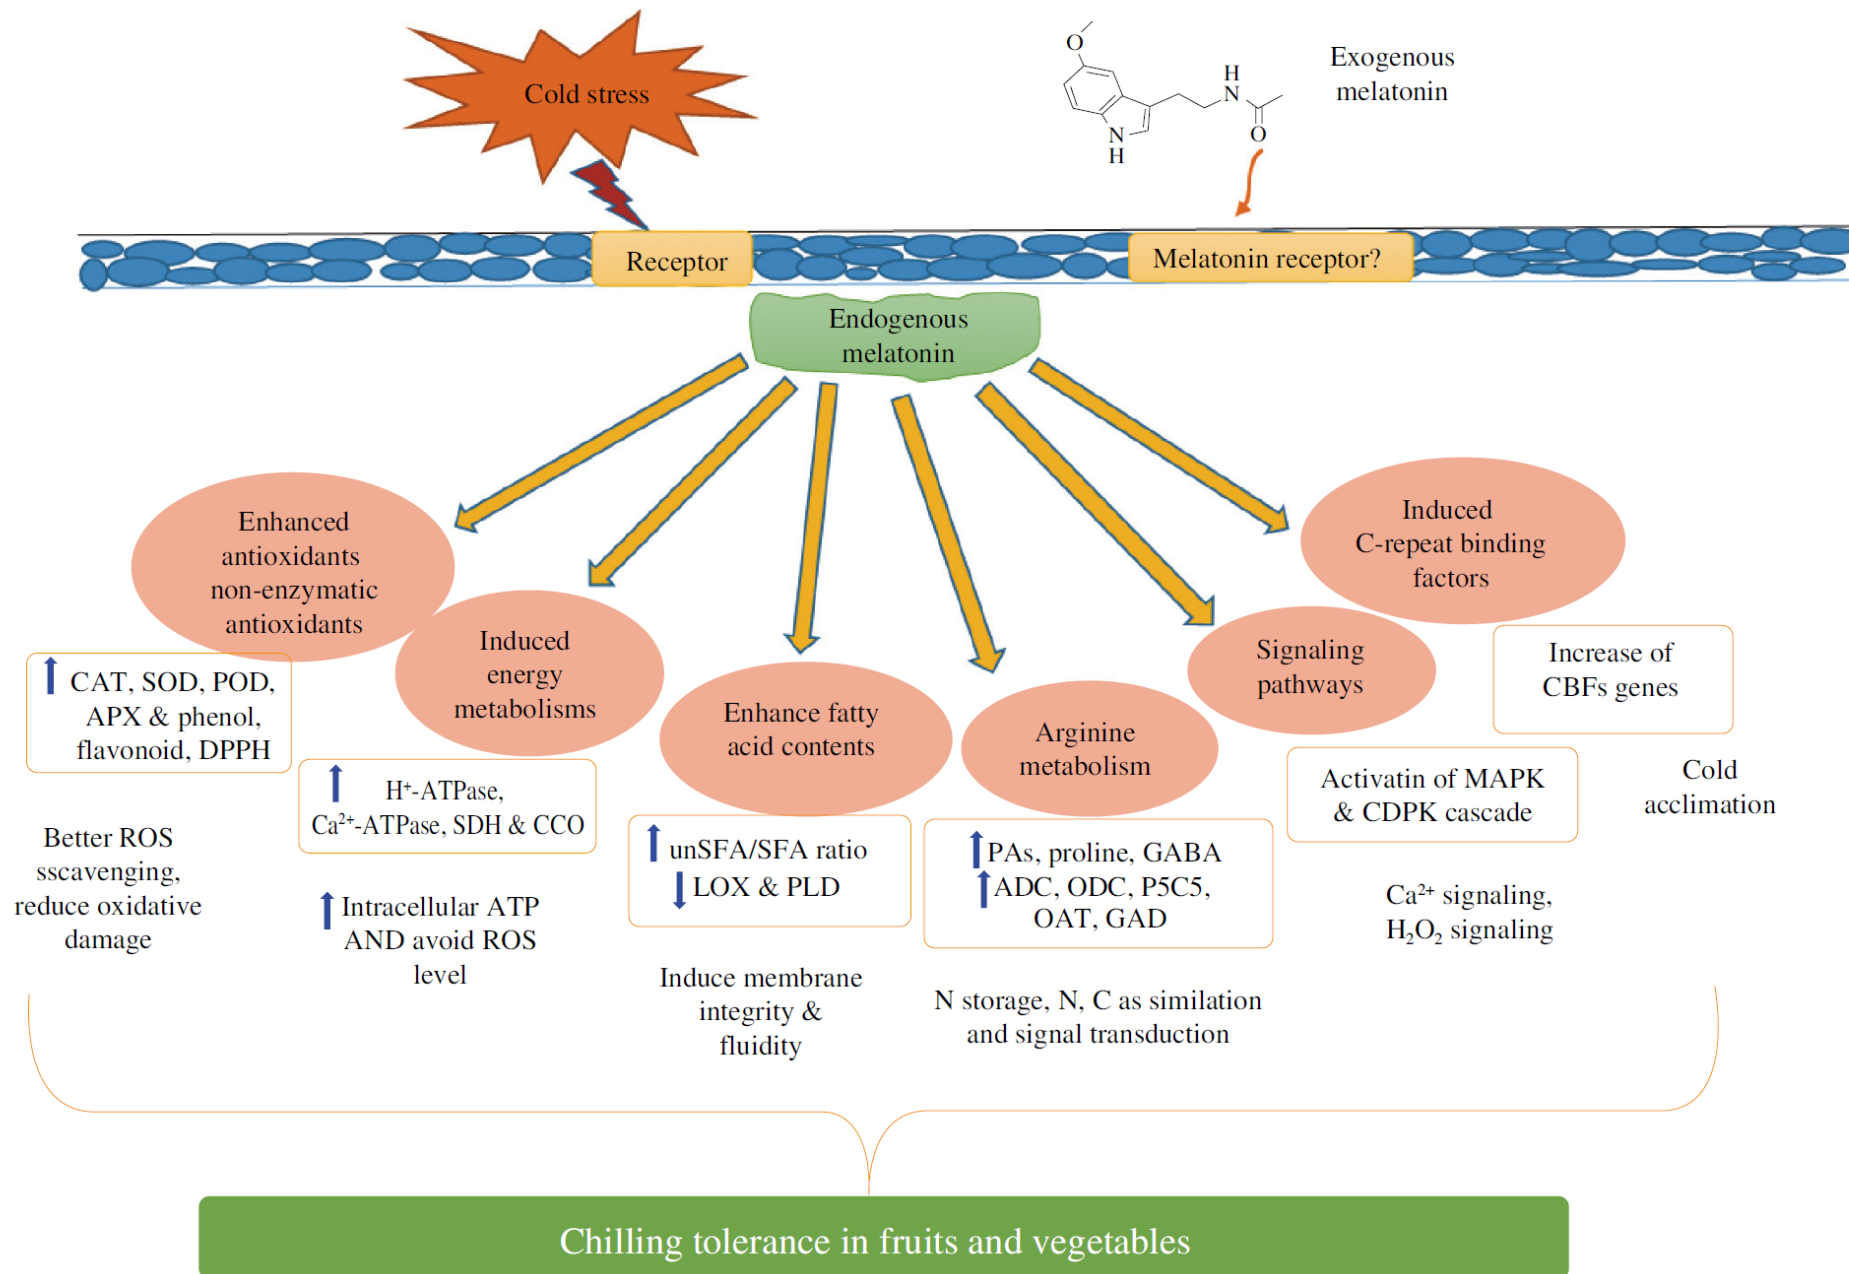 Cold stress
O
H
N
O
N
H
Exogenous
melatonin
Receptor
Melatonin receptor?
Endogenous
melatonin
Enhanced
antioxidants
non-enzymatic
antioxidants
CAT, SOD, POD,
APX & phenol,
flavonoid, DPPH
Better ROS
sscavenging,
reduce oxidative
damage
Induced
energy
metabolisms
H⁺-ATPase,
Ca²⁺-ATPase, SDH & CCO
Intracellular ATP
AND avoid ROS
level
Enhance fatty
acid contents
unSFA/SFA ratio
LOX & PLD
Induce membrane
integrity &
fluidity
Arginine
metabolism
PAs, proline, GABA
ADC, ODC, P5C5,
OAT, GAD
N storage, N, C as similation
and signal transduction
Signaling
pathways
Activatin of MAPK
& CDPK cascade
Ca²⁺ signaling,
H₂O₂ signaling
Induced
C-repeat binding
factors
Increase of
CBFs genes
Cold
acclimation
Chilling tolerance in fruits and vegetables